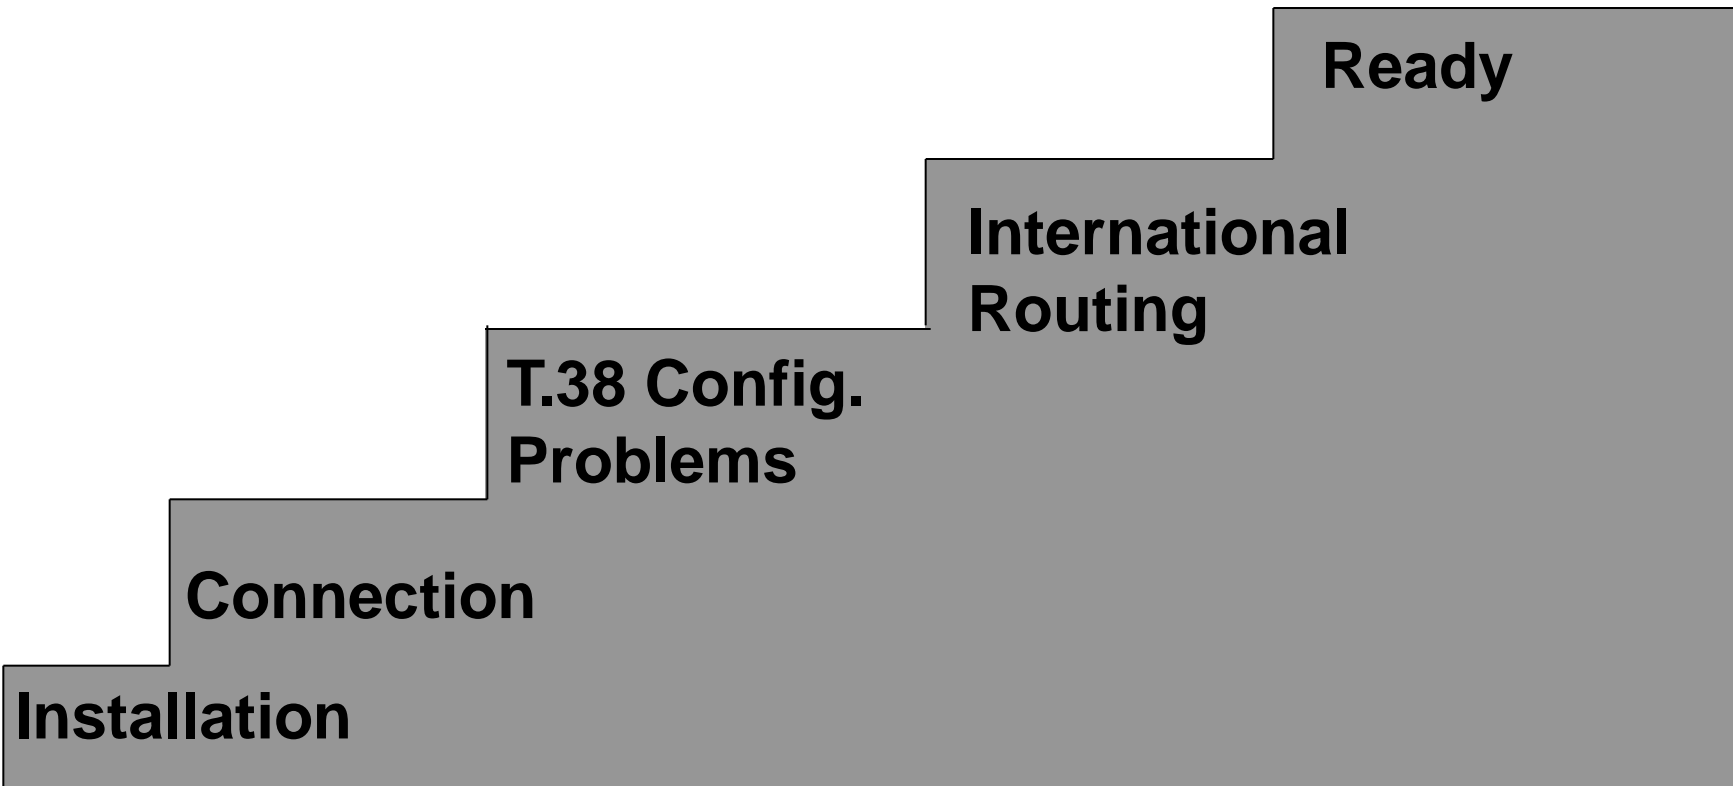 Ready
International
Routing
T.38 Config.
Problems
Connection
Installation